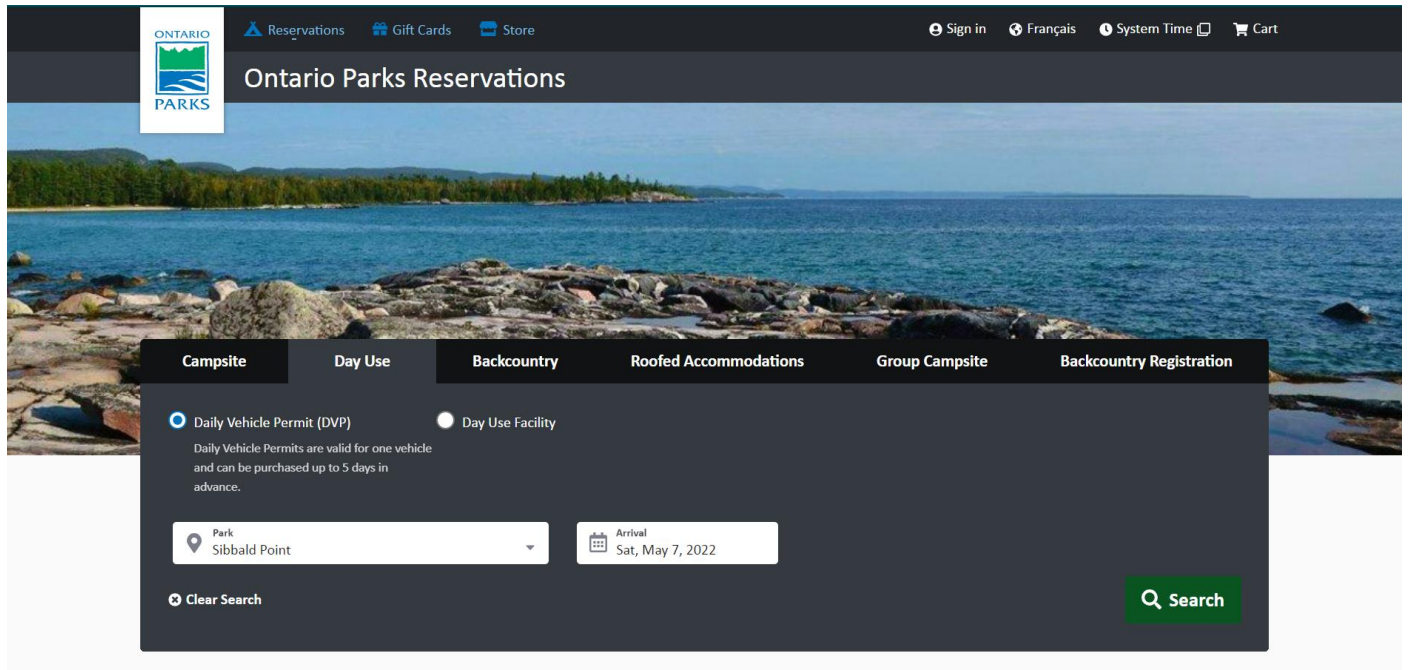 ONTARIO
PARKS
Reservations Gift Cards Store
Sign in Français System Time Cart
Ontario Parks Reservations
Campsite Day Use Backcountry Roofed Accommodations Group Campsite Backcountry Registration
Daily Vehicle Permit (DVP) Day Use Facility
Daily Vehicle Permits are valid for one vehicle
and can be purchased up to 5 days in
advance.
Park
Sibbald Point
Arrival
Sat, May 7, 2022
Clear Search
Search